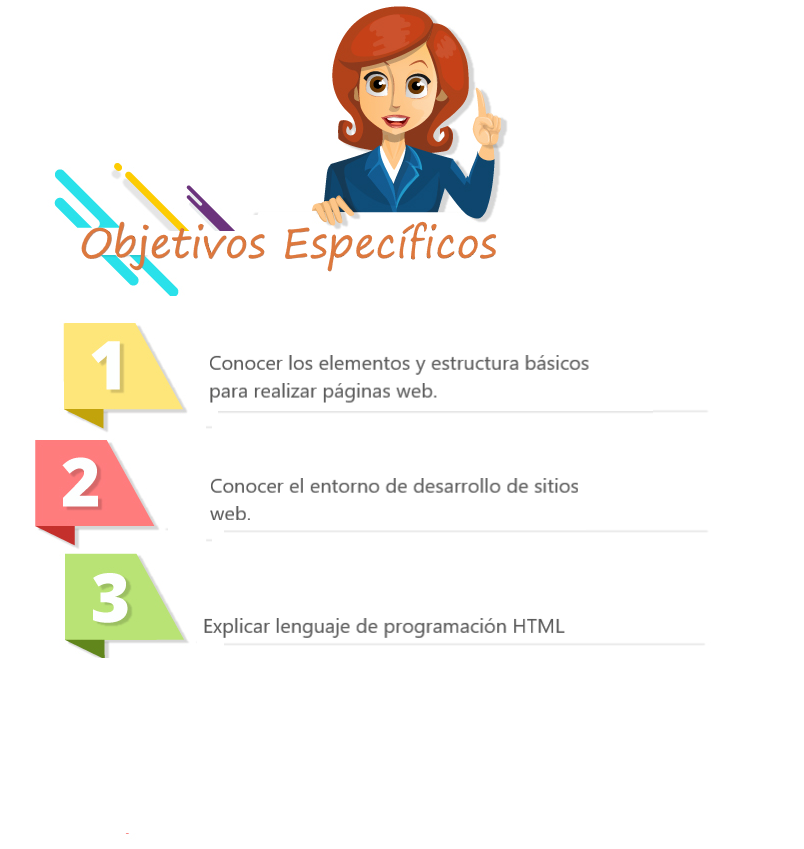 Objetivos Específicos
1
Conocer los elementos y estructura básicos
para realizar páginas web.
2
Conocer el entorno de desarrollo de sitios
web.
3
Explicar lenguaje de programación HTML